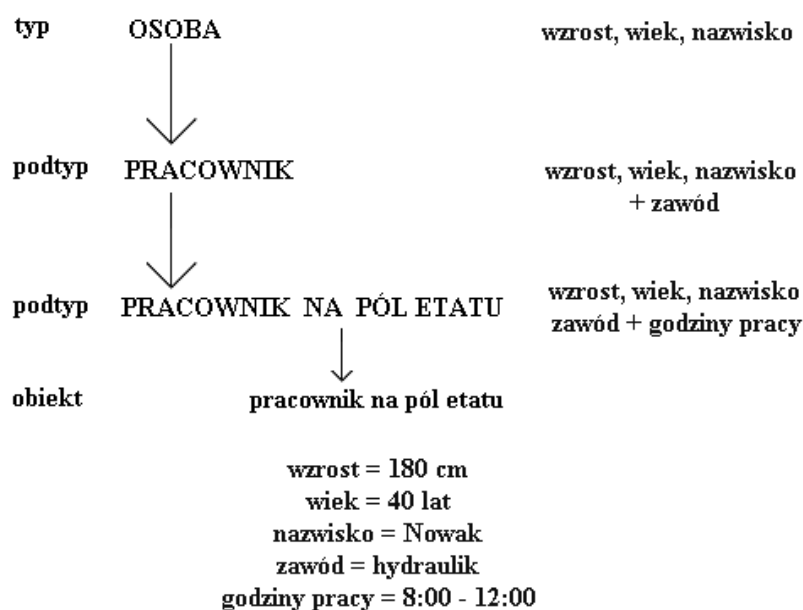 typ OSOBA wzrost, wiek, nazwisko
podtyp PRACOWNIK wzrost, wiek, nazwisko
+ zawód
podtyp PRACOWNIK NA PÓL ETATU wzrost, wiek, nazwisko
zawód + godziny pracy
obiekt pracownik na pól etatu
wzrost = 180 cm
wiek = 40 lat
nazwisko = Nowak
zawód = hydraulik
godziny pracy = 8:00 - 12:00